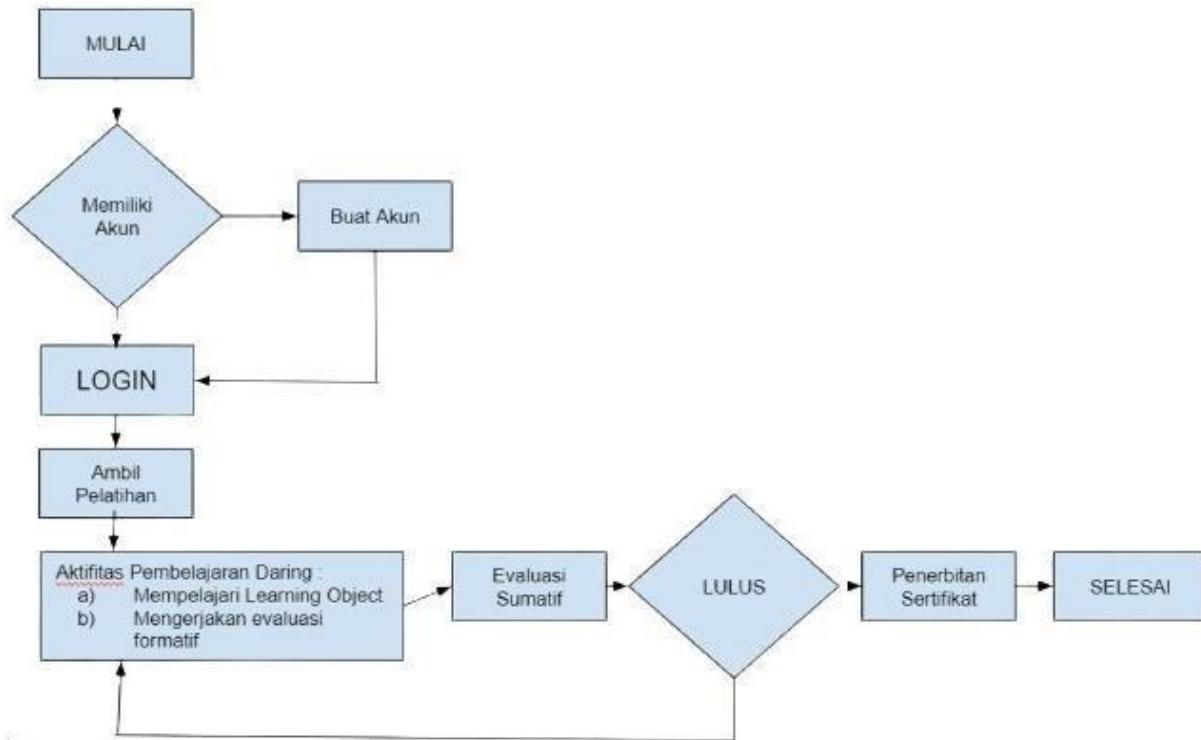 MULAI
Memiliki
Akun
Buat Akun
LOGIN
Ambil
Pelatihan
Aktifitas Pembelajaran Daring :
a) Mempelajari Learning Object
b) Mengerjakan evaluasi
formatif
Evaluasi
Sumatif
LULUS
Penerbitan
Sertifikat
SELESAI